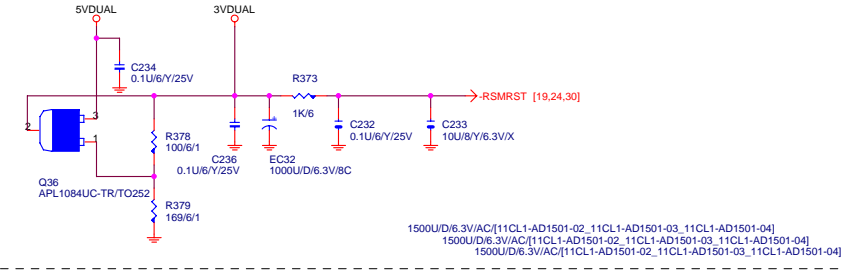 5VDUAL
3VDUAL
C234
0.1U/6/Y/25V
R373
1K/6
-RSMRST [19,24,30]
2
3
1
R378
100/6/1
C236
0.1U/6/Y/25V
EC32
1000U/D/6.3V/8C
C232
0.1U/6/Y/25V
C233
10U/8/Y/6.3V/X
Q36
APL1084UC-TR/TO252
R379
169/6/1
1500U/D/6.3V/AC/[11CL1-AD1501-02_11CL1-AD1501-03_11CL1-AD1501-04]
1500U/D/6.3V/AC/[11CL1-AD1501-02_11CL1-AD1501-03_11CL1-AD1501-04]
1500U/D/6.3V/AC/[11CL1-AD1501-02_11CL1-AD1501-03_11CL1-AD1501-04]